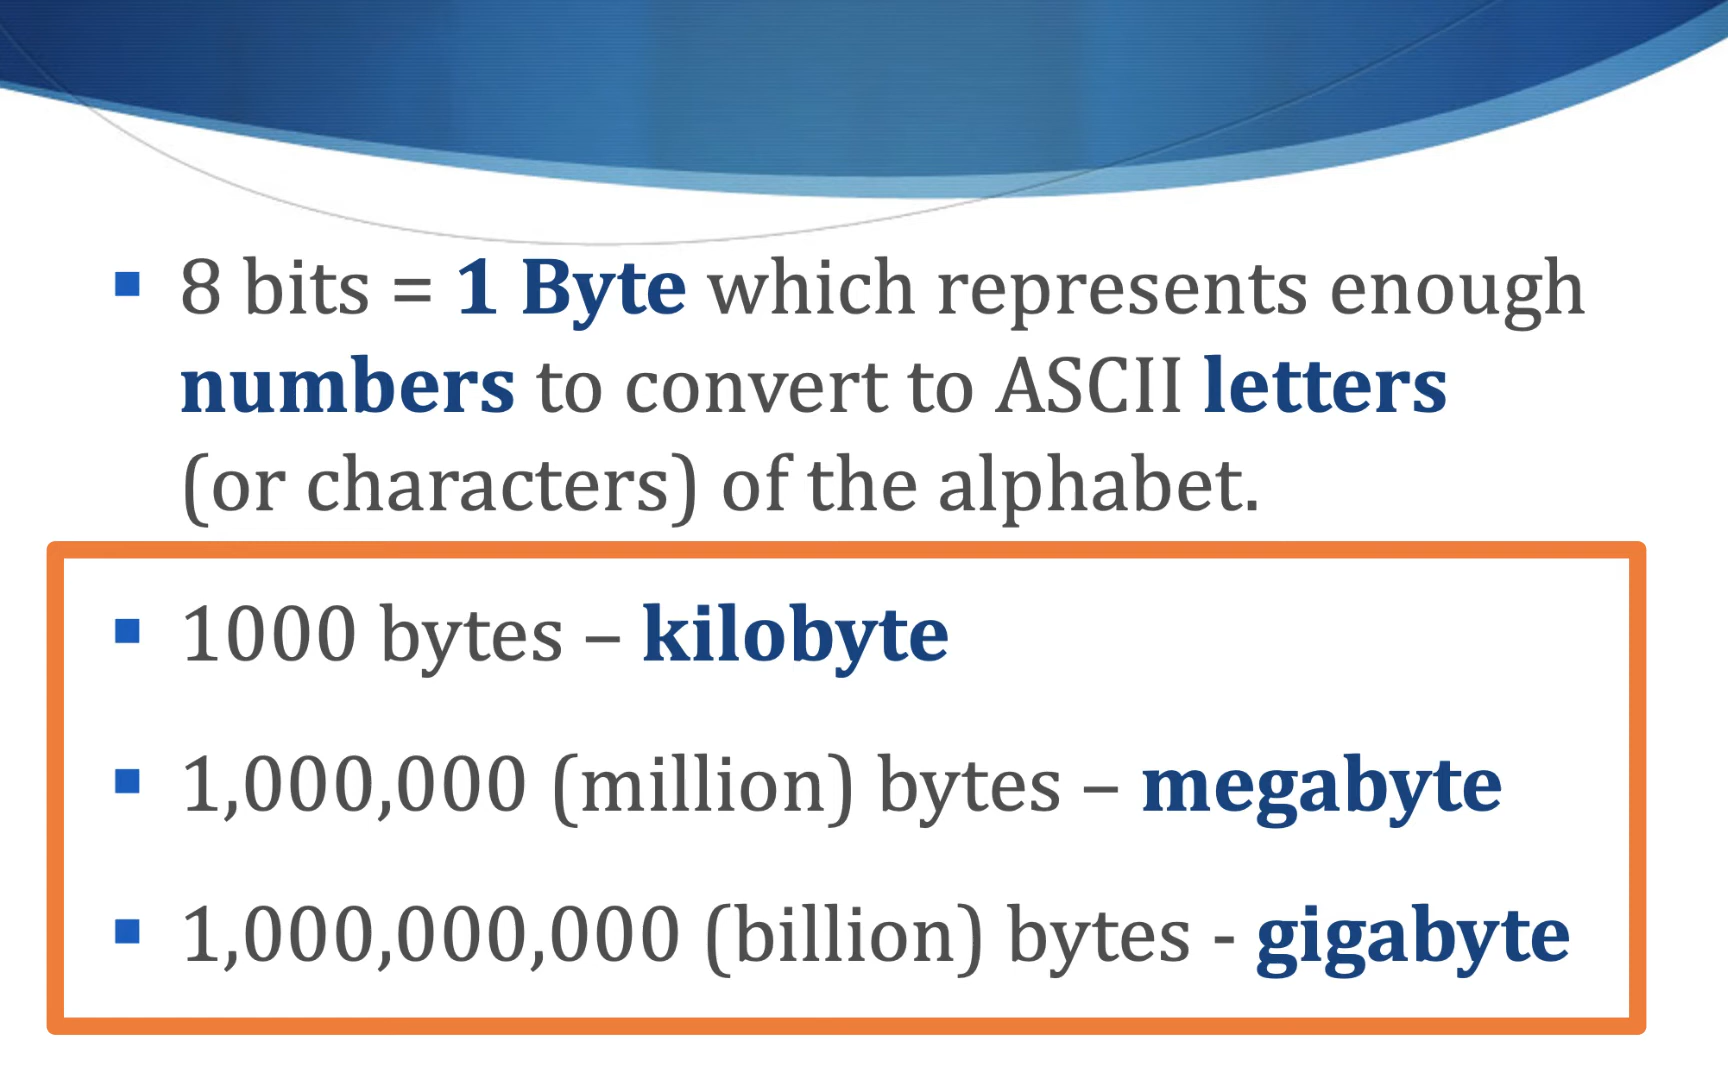 8 bits = 1 Byte which represents enough
numbers to convert to ASCII letters
(or characters) of the alphabet.
1000 bytes – kilobyte
1,000,000 (million) bytes – megabyte
1,000,000,000 (billion) bytes - gigabyte